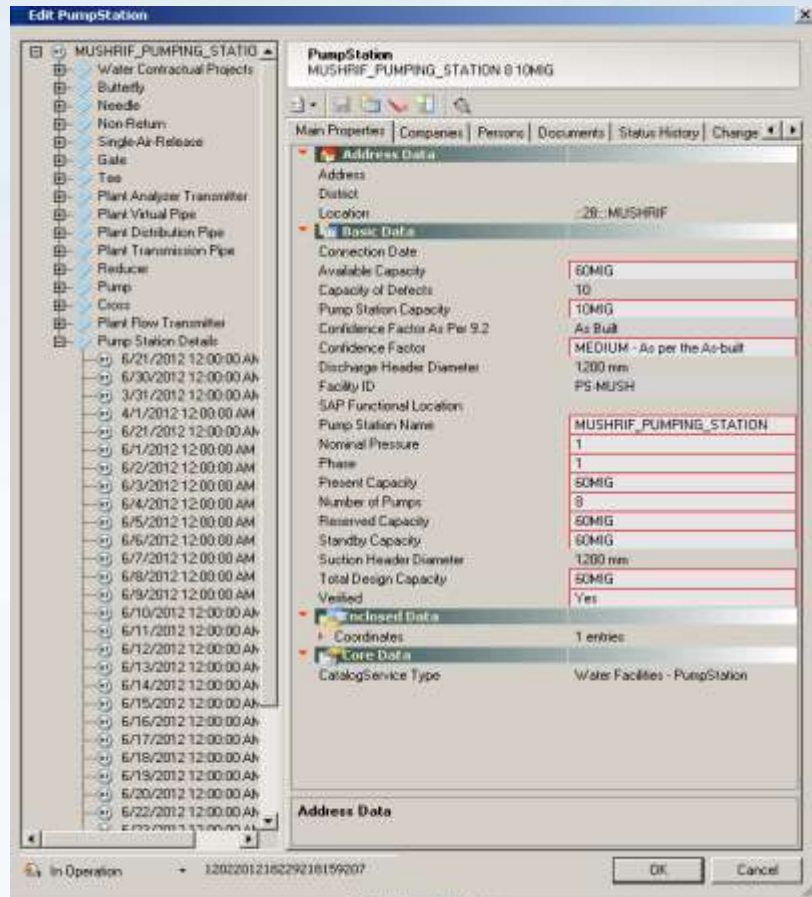 Edit PumpStation
MUSHRIF_PUMPING_STATIO
Water Contractual Projects
Butterfly
Needle
Non-Return
Single-Air-Release
Gate
Tee
Plant Analyzer Transmitter
Plant Virtual Pipe
Plant Distribution Pipe
Plant Transmission Pipe
Reducer
Pump
Cross
Plant Flow Transmitter
Pump Station Details
6/21/2012 12:00:00 AM
6/30/2012 12:00:00 AM
3/31/2012 12:00:00 AM
4/1/2012 12:00:00 AM
6/21/2012 12:00:00 AM
6/1/2012 12:00:00 AM
6/2/2012 12:00:00 AM
6/3/2012 12:00:00 AM
6/4/2012 12:00:00 AM
6/5/2012 12:00:00 AM
6/6/2012 12:00:00 AM
6/7/2012 12:00:00 AM
6/8/2012 12:00:00 AM
6/9/2012 12:00:00 AM
6/10/2012 12:00:00 AM
6/11/2012 12:00:00 AM
6/12/2012 12:00:00 AM
6/13/2012 12:00:00 AM
6/14/2012 12:00:00 AM
6/15/2012 12:00:00 AM
6/16/2012 12:00:00 AM
6/17/2012 12:00:00 AM
6/18/2012 12:00:00 AM
6/19/2012 12:00:00 AM
6/20/2012 12:00:00 AM
6/22/2012 12:00:00 AM
PumpStation
MUSHRIF_PUMPING_STATION 8 10MIG
Main Properties Companies Persons Documents Status History Change
Address Data
Address
District
Location ::28:::MUSHRIF
Basic Data
Connection Date
Available Capacity 60MIG
Capacity of Defects 10
Pump Station Capacity 10MIG
Confidence Factor As Per 9.2 As Built
Confidence Factor MEDIUM - As per the As-built
Discharge Header Diameter 1200 mm
Facility ID PS-MUSH
SAP Functional Location
Pump Station Name MUSHRIF_PUMPING_STATION
Nominal Pressure 1
Phase 1
Present Capacity 60MIG
Number of Pumps 8
Reserved Capacity 60MIG
Standby Capacity 60MIG
Suction Header Diameter 1200 mm
Total Design Capacity 60MIG
Verified Yes
Enclosed Data
Coordinates 1 entries
Core Data
CatalogService Type Water Facilities - PumpStation
Address Data
In Operation
OK Cancel